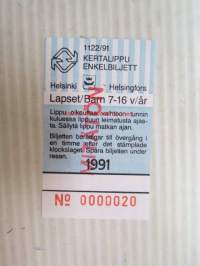 1122/91
KERTALIPPU
ENKELBILJETT
Helsinki Helsingfors
Lapset/Barn 7-16 v/år
Lippu oikeuttaa vaihtoon tunnin
kuluessa lippuun leimatusta ajas-
ta. Säilytä lippu matkan ajan.
Biljetten berättigar till övergång i
en timme efter det stämplade
klockslaget. Spara biljetten under
resan.
1991
No 0000020